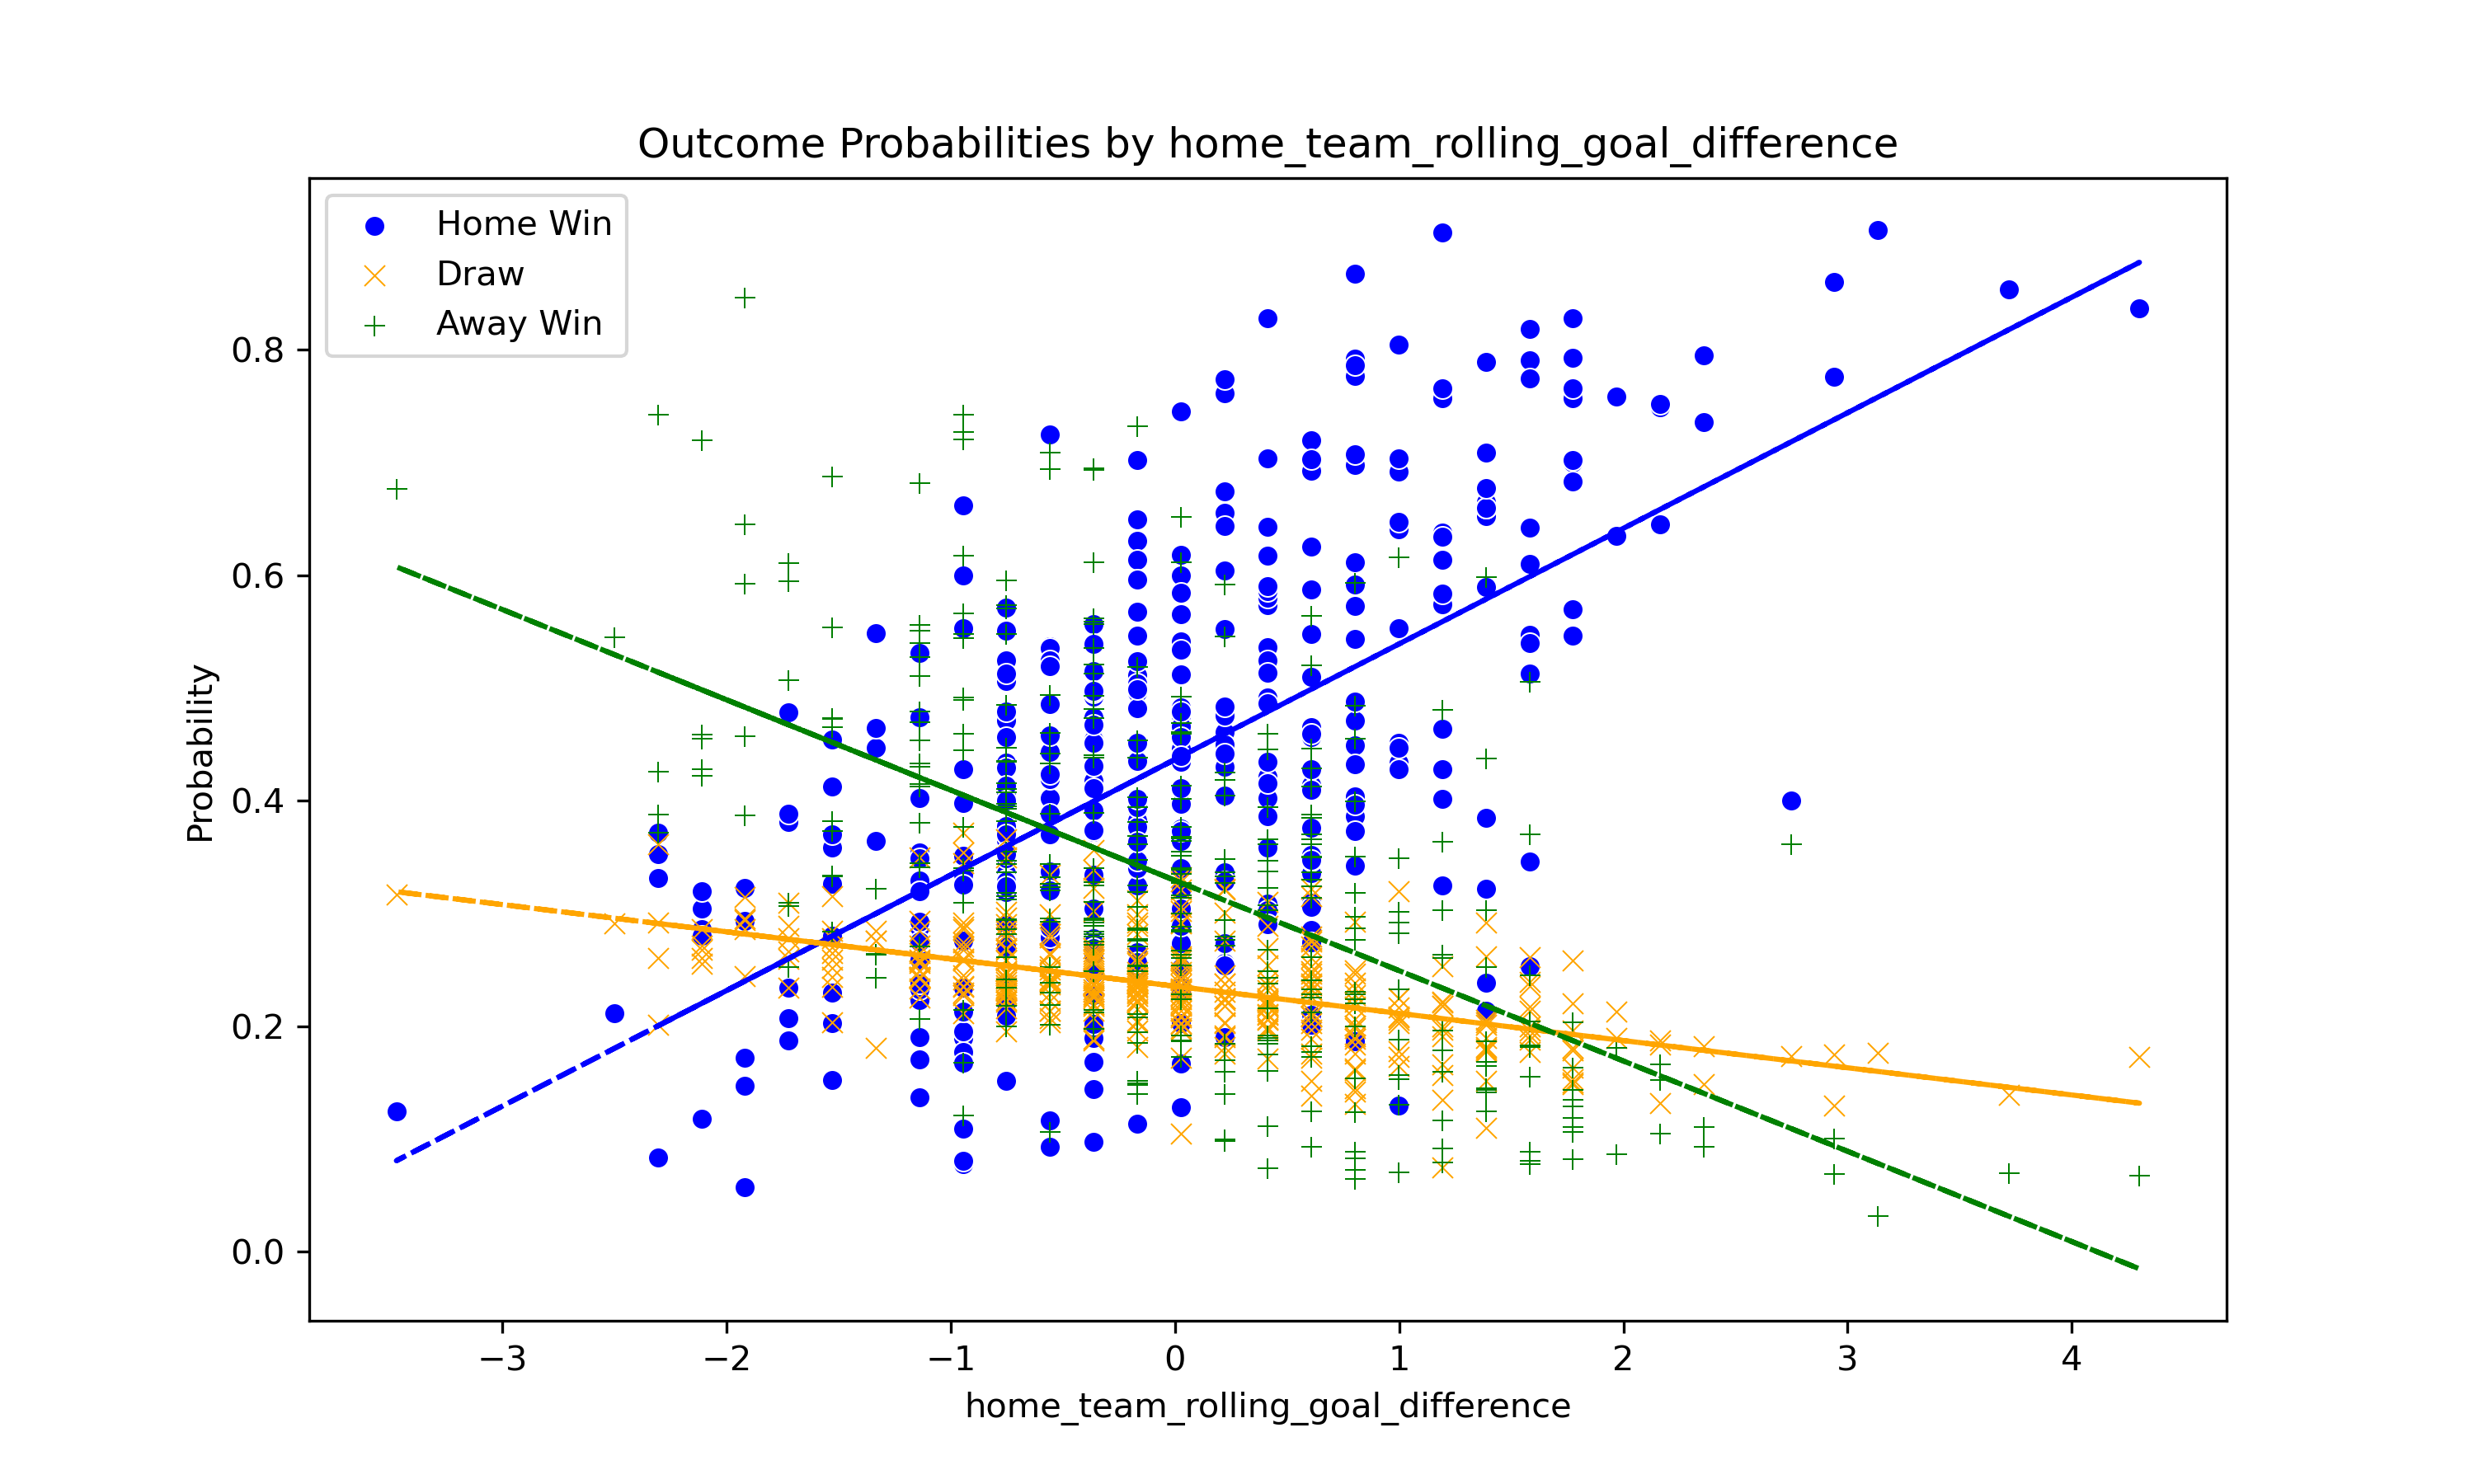 Outcome Probabilities by home_team_rolling_goal_difference
Home Win
Draw
Away Win
Probability
0.8
0.6
0.4
0.2
0.0
−3
−2
−1
0
1
2
3
4
home_team_rolling_goal_difference